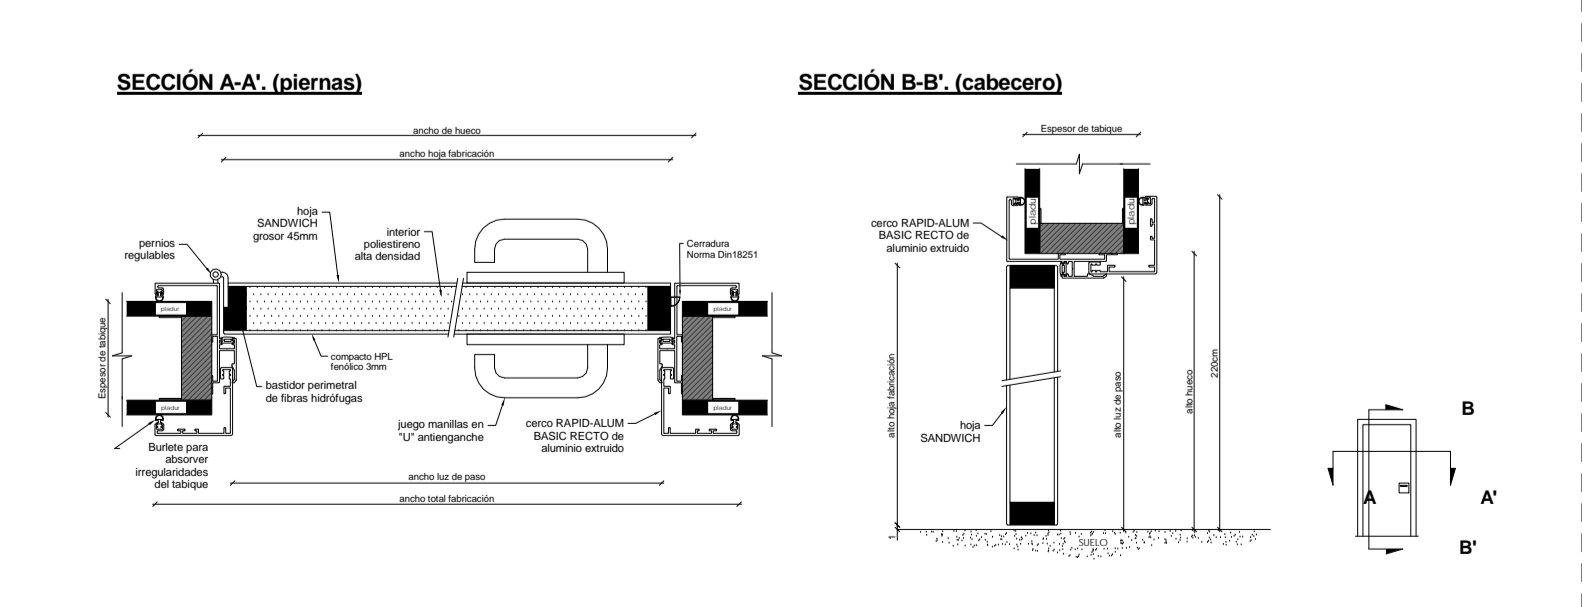 SECCIÓN A-A'. (piernas)
SECCIÓN B-B'. (cabecero)
ancho de hueco
ancho hoja fabricación
hoja
SANDWICH
grosor 45mm
interior
poliestireno
alta densidad
pernios
regulables
Cerradura
Norma Din18251
pladur
pladur
Espesor de tabique
compacto HPL
fenólico 3mm
bastidor perimetral
de fibras hidrófugas
pladur
pladur
juego manillas en
"U" antienganche
cerco RAPID-ALUM
BASIC RECTO de
aluminio extruido
Burlete para
absorver
irregularidades
del tabique
ancho luz de paso
ancho total fabricación
Espesor de tabique
pladu
pladu
cerco RAPID-ALUM
BASIC RECTO de
aluminio extruido
alto hoja fabricación
alto luz de paso
alto hueco
220cm
hoja
SANDWICH
1
SUELO
B
A
A'
B'